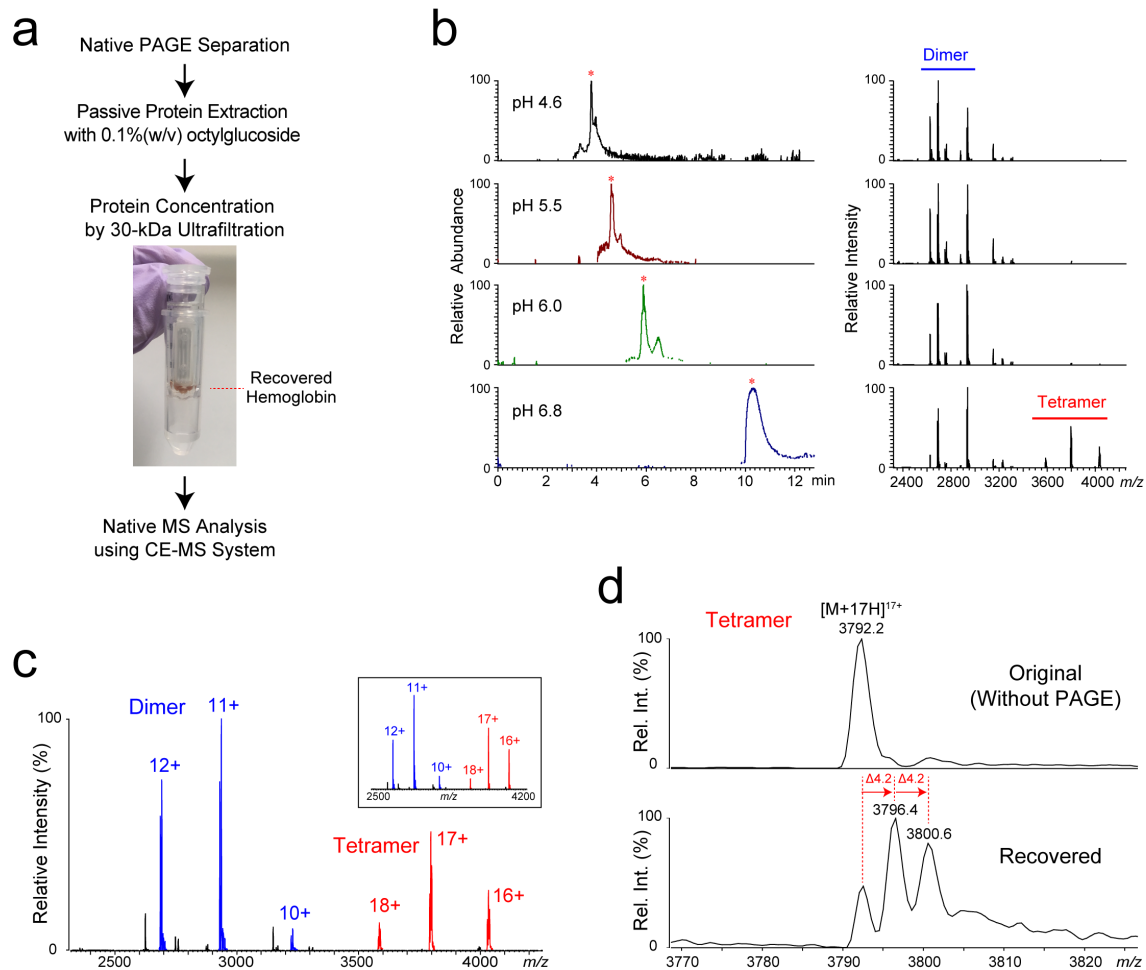 a
Native PAGE Separation
Passive Protein Extraction
with 0.1%(w/v) octylglucoside
Protein Concentration
by 30-kDa Ultrafiltration
Recovered
Hemoglobin
Native MS Analysis
using CE-MS System
b
Relative Abundance
100
0
pH 4.6
*
100
0
pH 5.5
*
100
0
pH 6.0
*
100
0
pH 6.8
*
0 2 4 6 8 10 12 min
Relative Intensity
Dimer
100
0
100
0
100
0
100
0
Tetramer
2400 2800 3200 3600 4000 m/z
c
Relative Intensity (%)
100
0
Dimer
12+
11+
10+
Tetramer
18+
17+
16+
2500 3000 3500 4000 m/z
11+
12+
10+
17+
18+
16+
2500 m/z 4200
d
Tetramer
[M+17H]17+
3792.2
Rel. Int. (%)
100
0
Original
(Without PAGE)
Δ4.2 Δ4.2
3796.4
3800.6
Rel. Int. (%)
100
0
Recovered
3770 3780 3790 3800 3810 3820 m/z